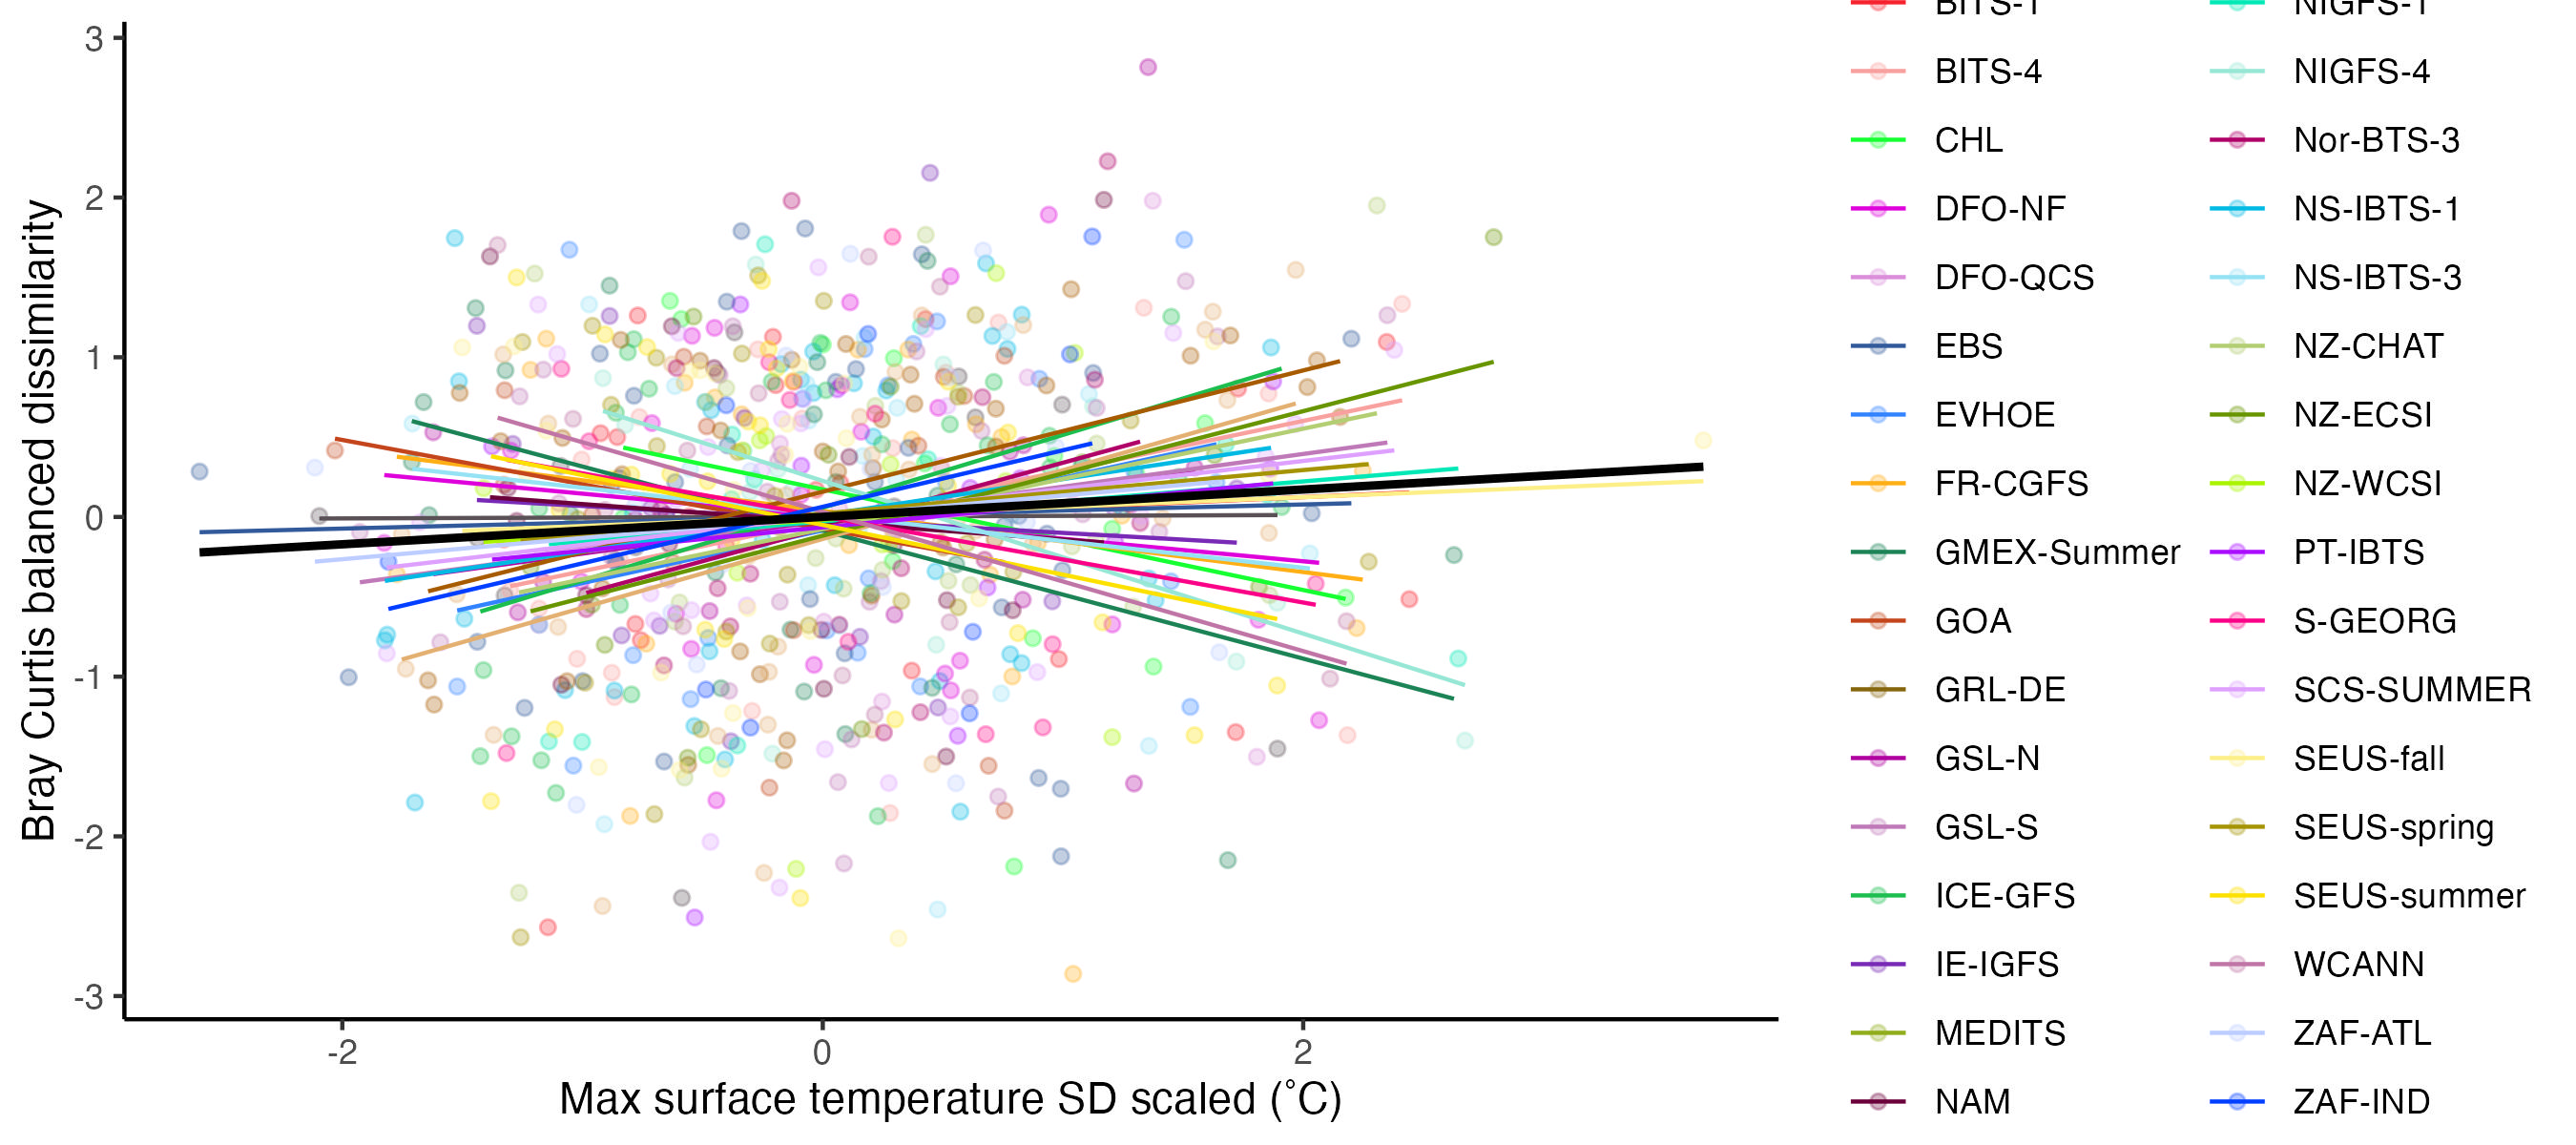 Bray Curtis balanced dissimilarity
3
2
1
0
-1
-2
-3
-2 0 2
Max surface temperature SD scaled (°C)
BITS-1 NIGFS-1
BITS-4 NIGFS-4
CHL Nor-BTS-3
DFO-NF NS-IBTS-1
DFO-QCS NS-IBTS-3
EBS NZ-CHAT
EVHOE NZ-ECSI
FR-CGFS NZ-WCSI
GMEX-Summer PT-IBTS
GOA S-GEORG
GRL-DE SCS-SUMMER
GSL-N SEUS-fall
GSL-S SEUS-spring
ICE-GFS SEUS-summer
IE-IGFS WCANN
MEDITS ZAF-ATL
NAM ZAF-IND